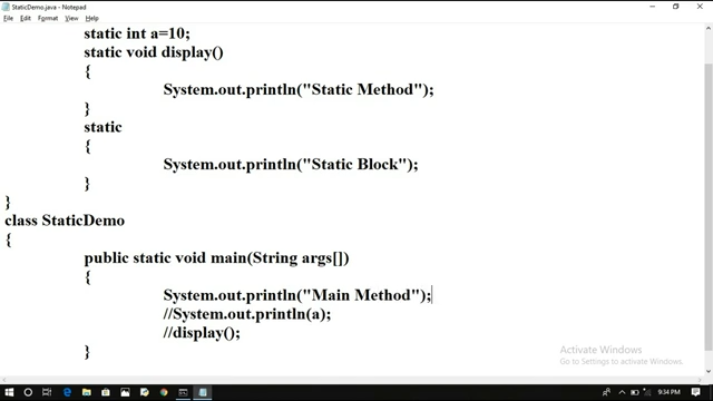 StaticDemo.java - Notepad
File Edit Format View Help
static int a=10;
static void display()
{
System.out.println("Static Method");
}
static
{
System.out.println("Static Block");
}
}
class StaticDemo
{
public static void main(String args[])
{
System.out.println("Main Method");
//System.out.println(a);
//display();
}
Activate Windows
Go to Settings to activate Windows.
9:34 PM